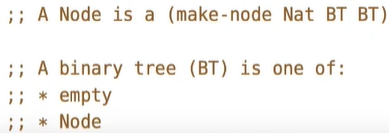 ;; A Node is a (make-node Nat BT BT)
;; A binary tree (BT) is one of:
;; * empty
;; * Node